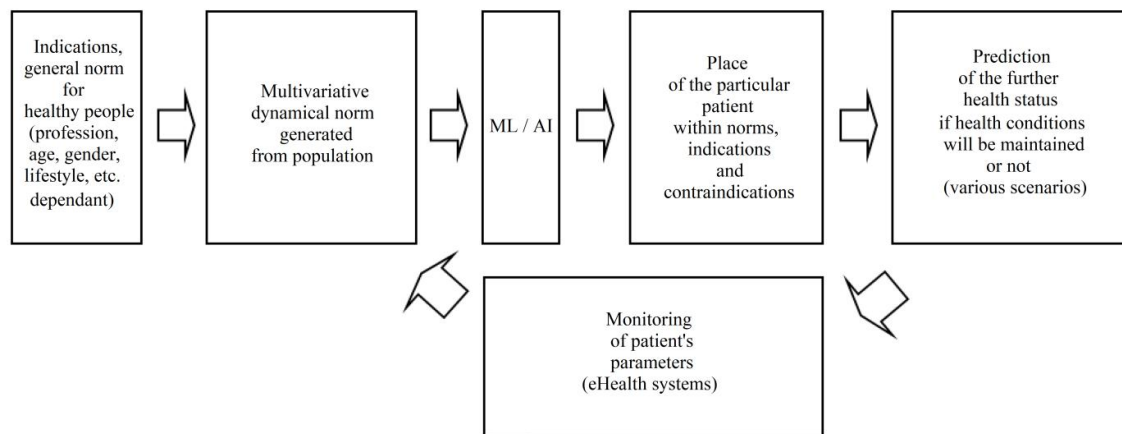 Indications,
general norm
for
healthy people
(profession,
age, gender,
lifestyle, etc.
dependant)
Multivariative
dynamical norm
generated
from population
ML / AI
Place
of the particular
patient
within norms,
indications
and
contraindications
Prediction
of the further
health status
if health conditions
will be maintained
or not
(various scenarios)
Monitoring
of patient's
parameters
(eHealth systems)